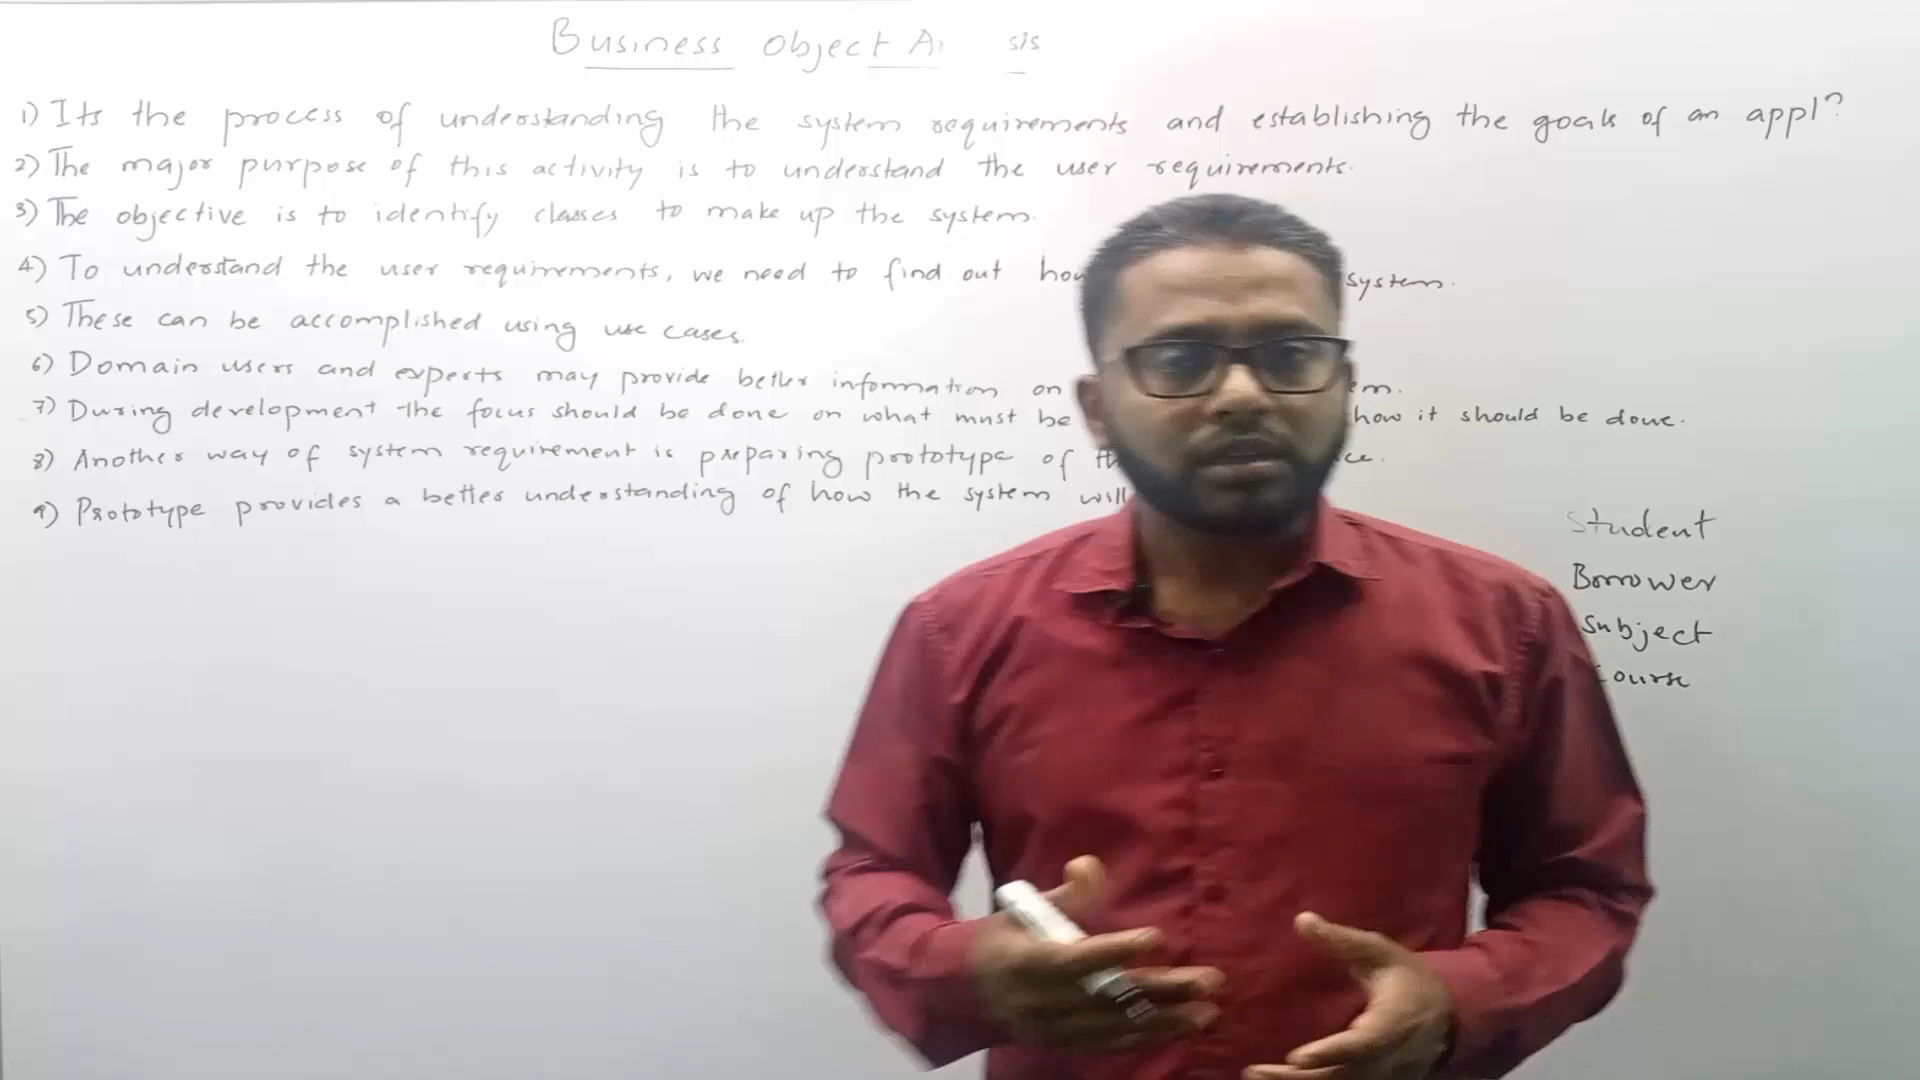 Business Object sis
1) Its the process of understanding the system requirements and establishing the goals of an appl?
2) The major purpose of this activity is to understand the user requirements.
3) The objective is to identify classes to make up the system.
4) To understand the user requirements, we need to find out system.
5) These can be accomplished using use cases.
6) Domain users and experts may provide better information on
7) During development the focus should be done on what must be how it should be done.
8) Another way of system requirement is preparing prototype of
9) Prototype provides a better understanding of how the system will
Student
Borrower
Subject
Course